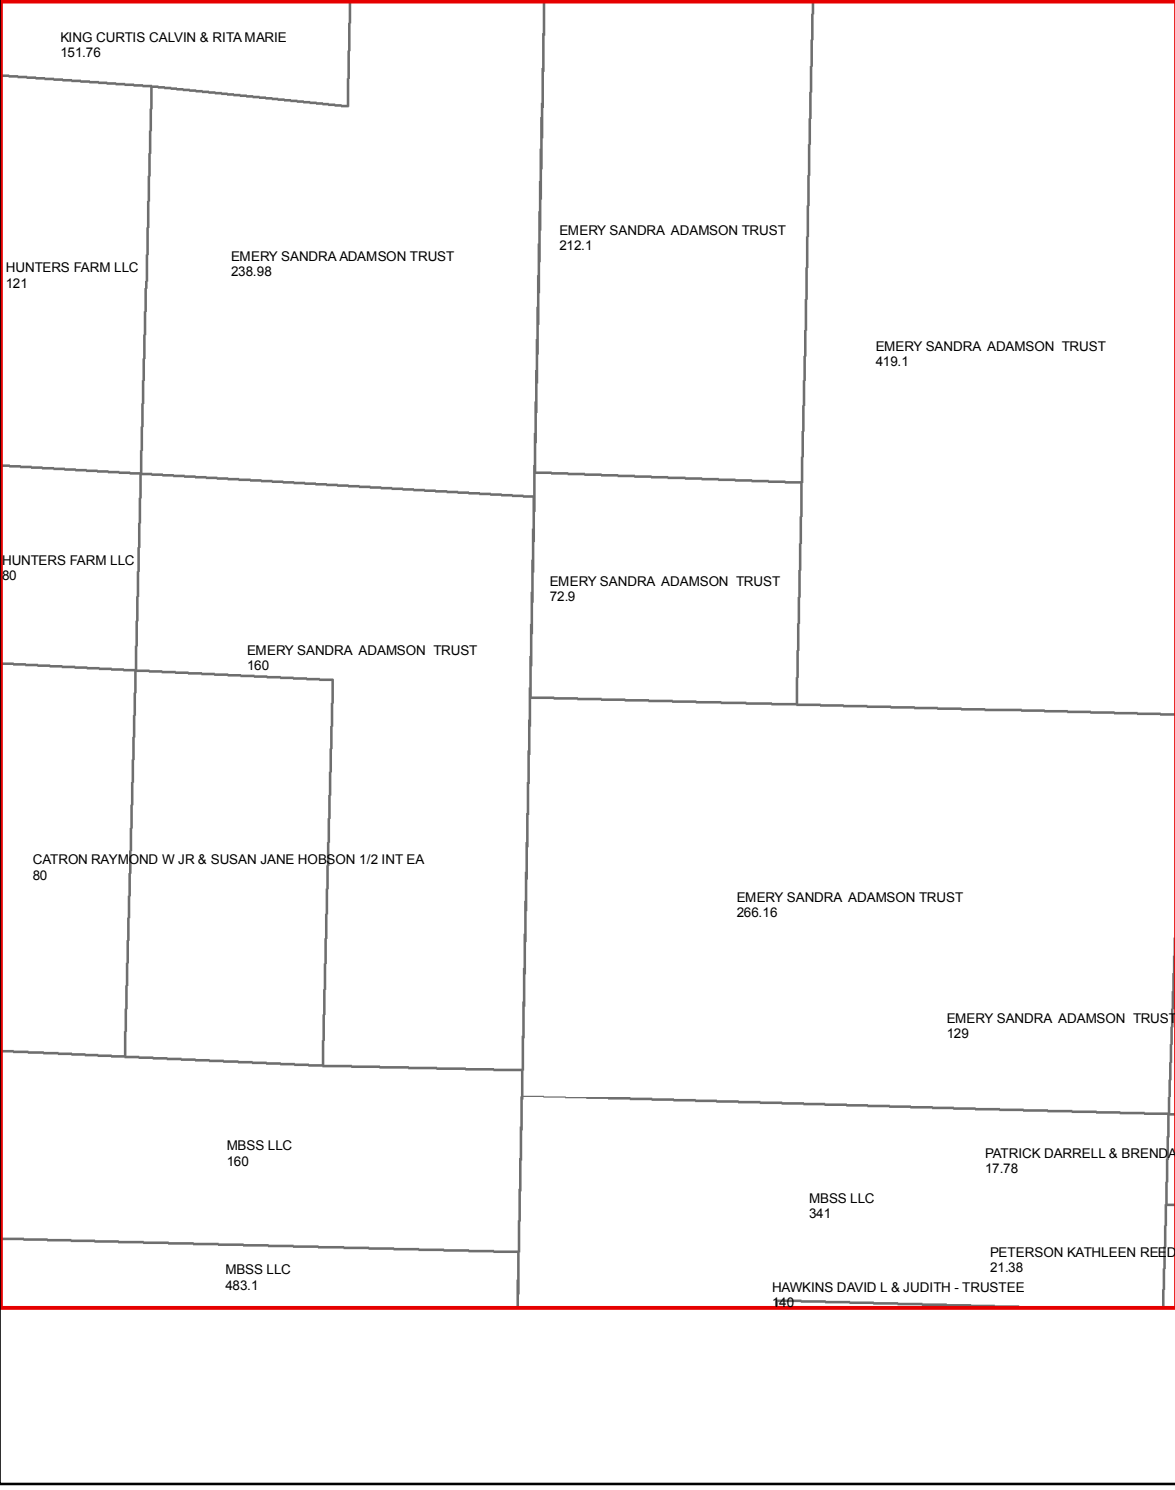 KING CURTIS CALVIN & RITA MARIE
151.76
EMERY SANDRA ADAMSON TRUST
212.1
EMERY SANDRA ADAMSON TRUST
238.98
HUNTERS FARM LLC
121
EMERY SANDRA ADAMSON TRUST
419.1
HUNTERS FARM LLC
80
EMERY SANDRA ADAMSON TRUST
72.9
EMERY SANDRA ADAMSON TRUST
160
CATRON RAYMOND W JR & SUSAN JANE HOBSON 1/2 INT EA
80
EMERY SANDRA ADAMSON TRUST
266.16
EMERY SANDRA ADAMSON TRUST
129
MBSS LLC
160
PATRICK DARRELL & BRENDA
17.78
MBSS LLC
341
PETERSON KATHLEEN REED
21.38
MBSS LLC
483.1
HAWKINS DAVID L & JUDITH - TRUSTEE
140